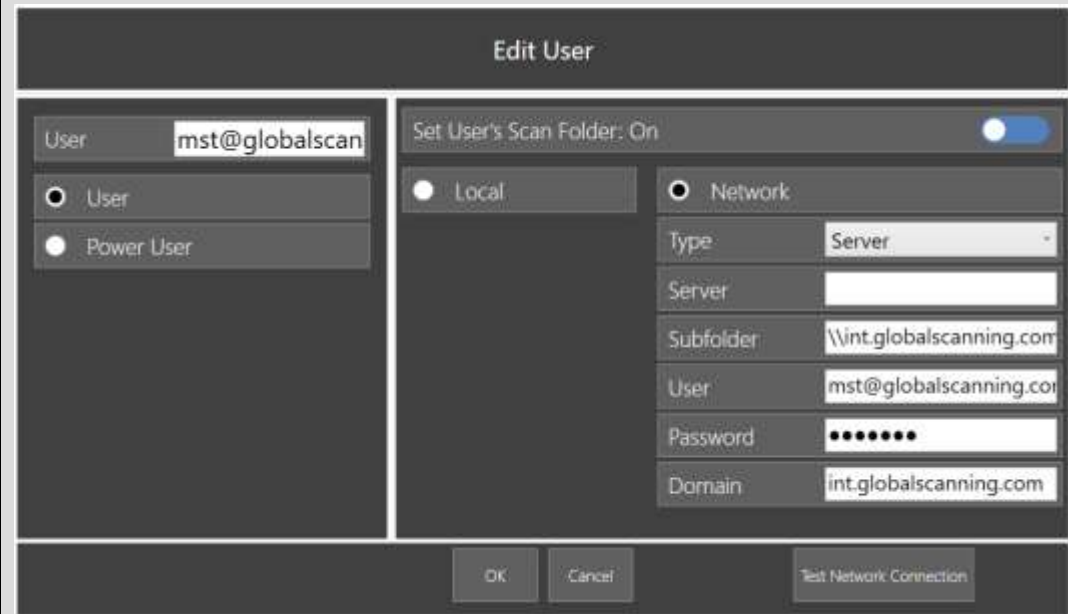 Edit User
User mst@globalscan
User
Power User
Set User's Scan Folder: On
Local
Network
Type Server
Server
Subfolder \\int.globalscanning.com
User mst@globalscanning.cor
Password ●●●●●●●
Domain int.globalscanning.com
OK Cancel Test Network Connection